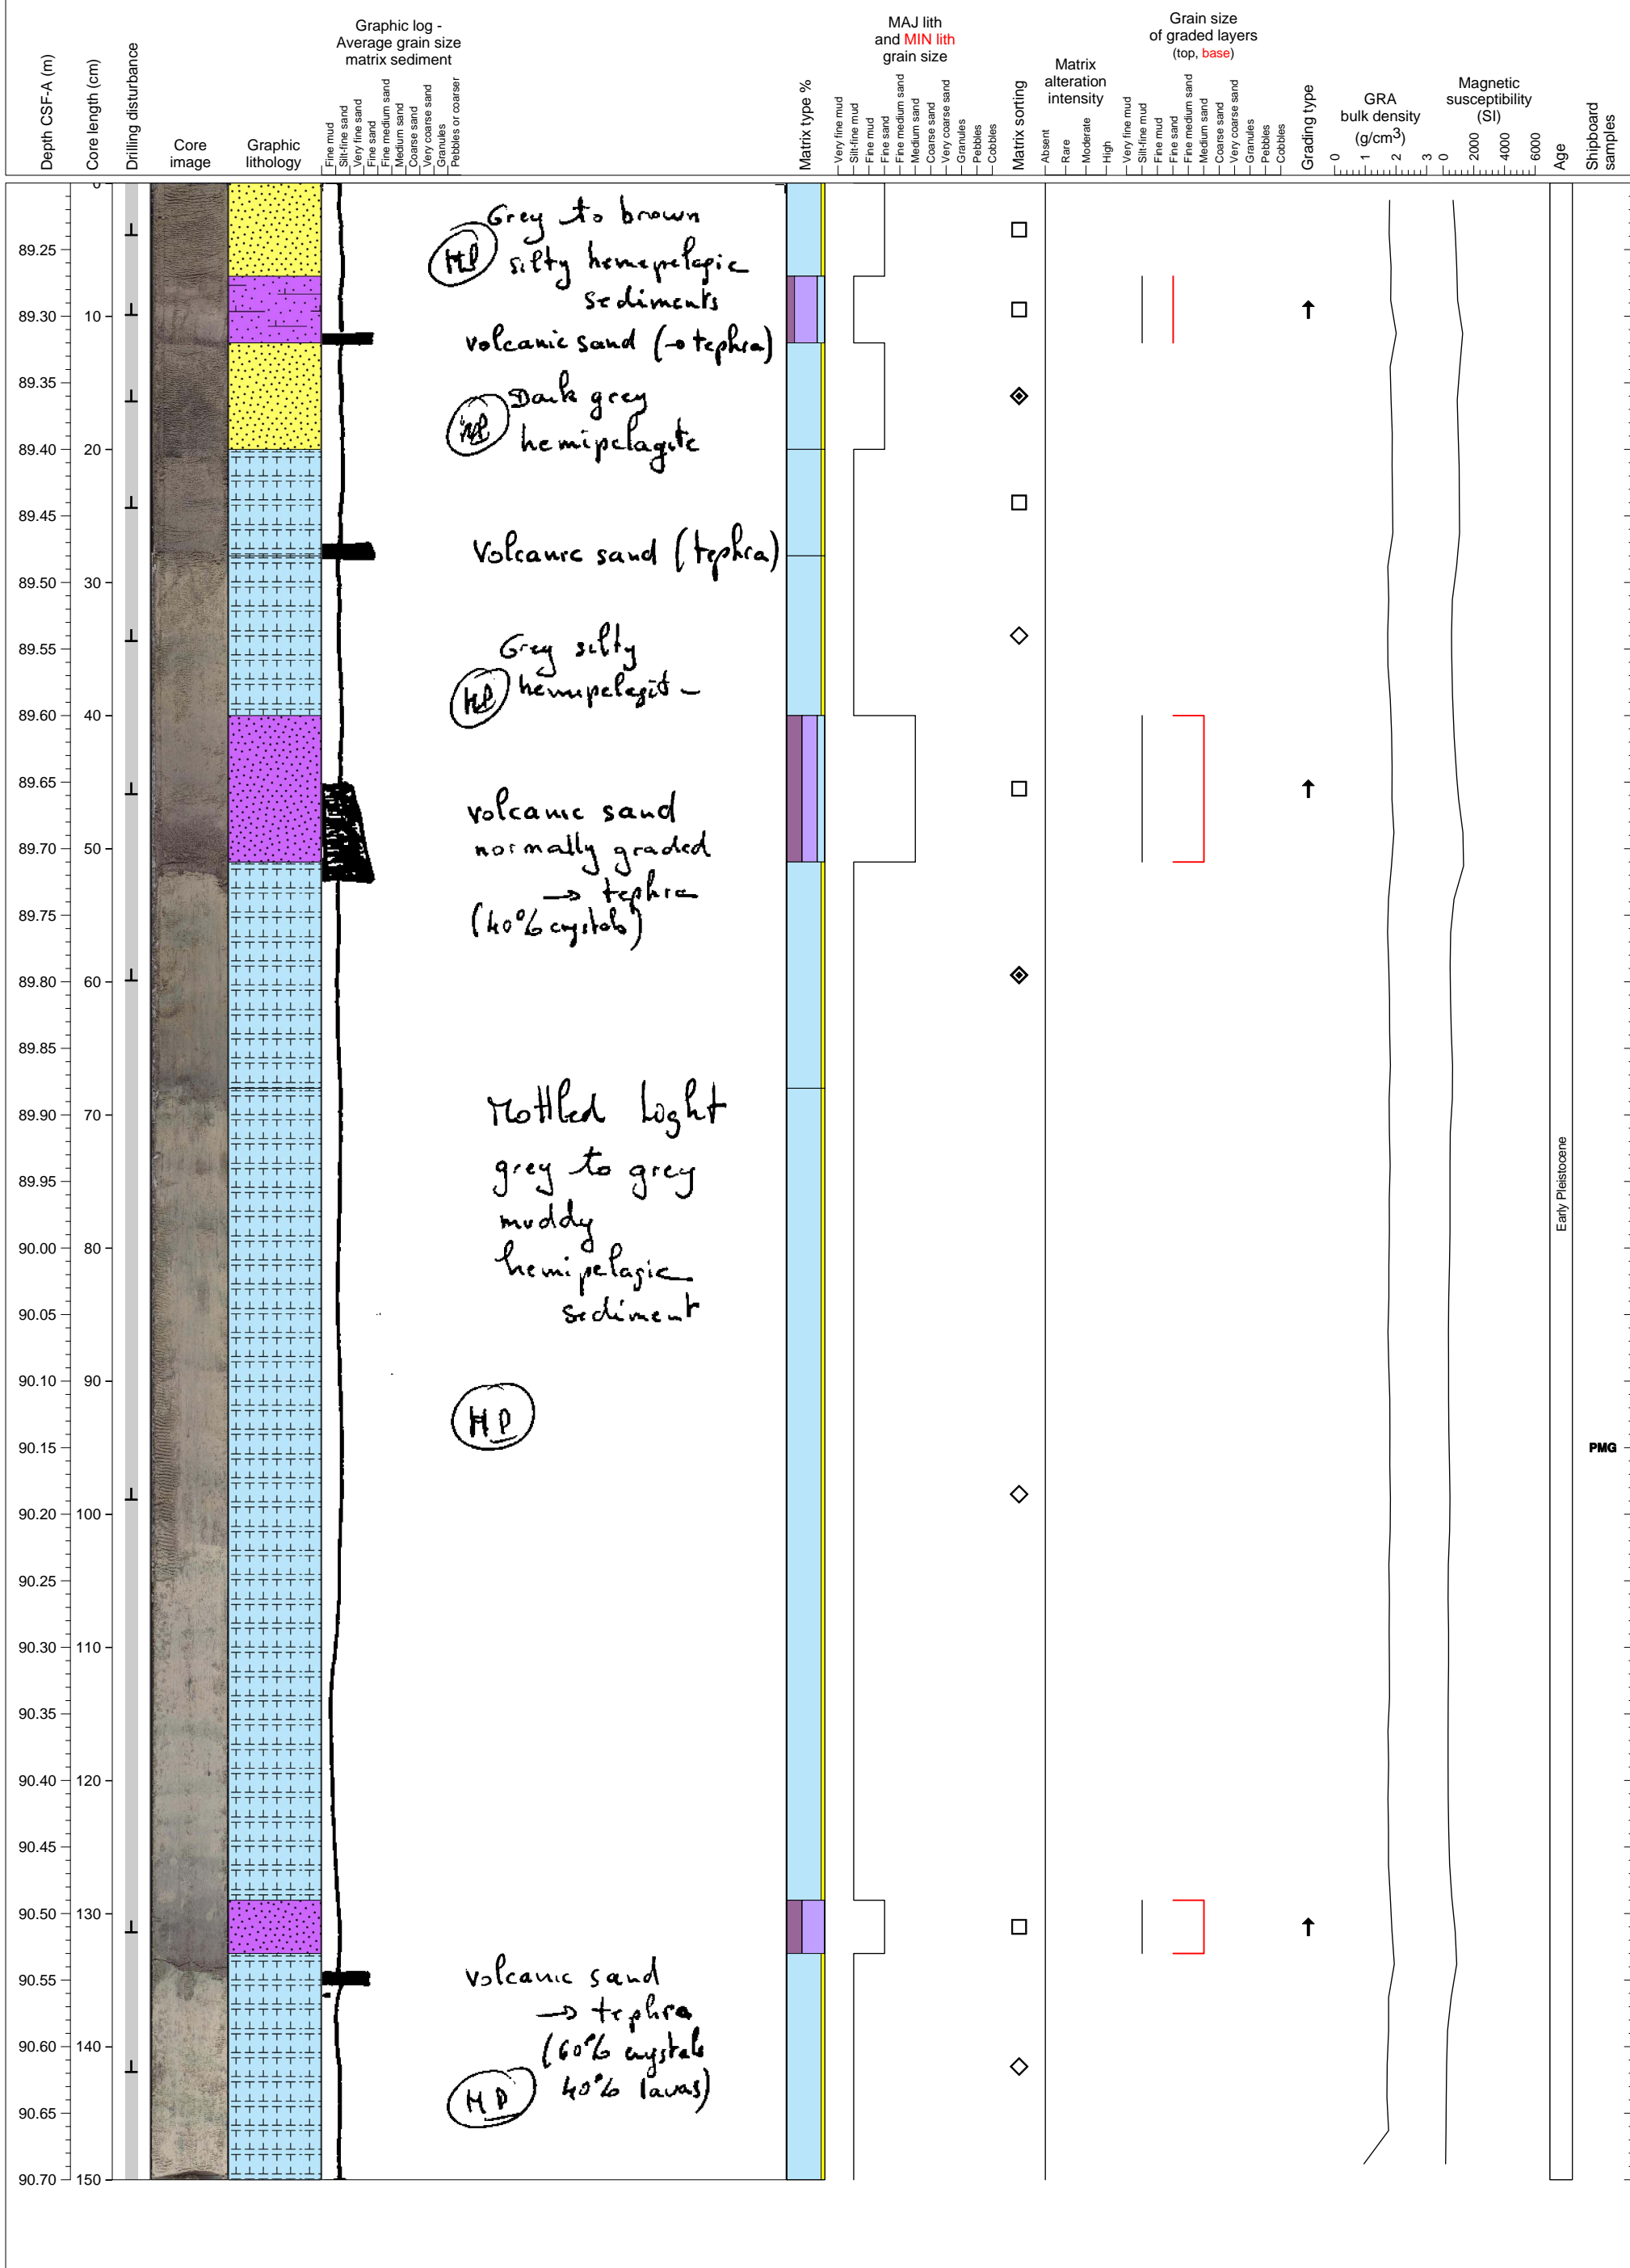 Graphic log -
Average grain size
matrix sediment
MAJ lith
and MIN lith
grain size
Grain size
of graded layers
(top, base)
Depth CSF-A (m)
Core length (cm)
Drilling disturbance
Core
image
Graphic
lithology
Fine mud
Silt-fine sand
Very fine sand
Fine sand
Fine medium sand
Medium sand
Coarse sand
Very coarse sand
Granules
Pebbles or coarser
Matrix type %
Very fine mud
Silt-fine mud
Fine mud
Fine sand
Fine medium sand
Medium sand
Coarse sand
Very coarse sand
Granules
Pebbles
Cobbles
Matrix sorting
Matrix
alteration
intensity
Absent
Rare
Moderate
High
Very fine mud
Silt-fine mud
Fine mud
Fine sand
Fine medium sand
Medium sand
Coarse sand
Very coarse sand
Granules
Pebbles
Cobbles
Grading type
GRA
bulk density
(g/cm3)
0 1 2 3
Magnetic
susceptibility
(SI)
0 2000 4000 6000
Age
Shipboard
samples
0
89.25
89.30 10
89.35
89.40 20
89.45
89.50 30
89.55
89.60 40
89.65
89.70 50
89.75
89.80 60
89.85
89.90 70
89.95
90.00 80
90.05
90.10 90
90.15
90.20 100
90.25
90.30 110
90.35
90.40 120
90.45
90.50 130
90.55
90.60 140
90.65
90.70 150
Grey to brown
HP silty hemipelagic
sediments
volcanic sand (→ tephra)
Dark grey
HP hemipelagite
Volcanic sand (tephra)
Grey silty
HP hemipelagit –
volcanic sand
normally graded
→ tephra
(40% crystals)
Mottled light
grey to grey
muddy
hemipelagic
sediment
HP
volcanic sand
→ tephra
(60% crystals
40% lavas)
HP
Early Pleistocene
PMG